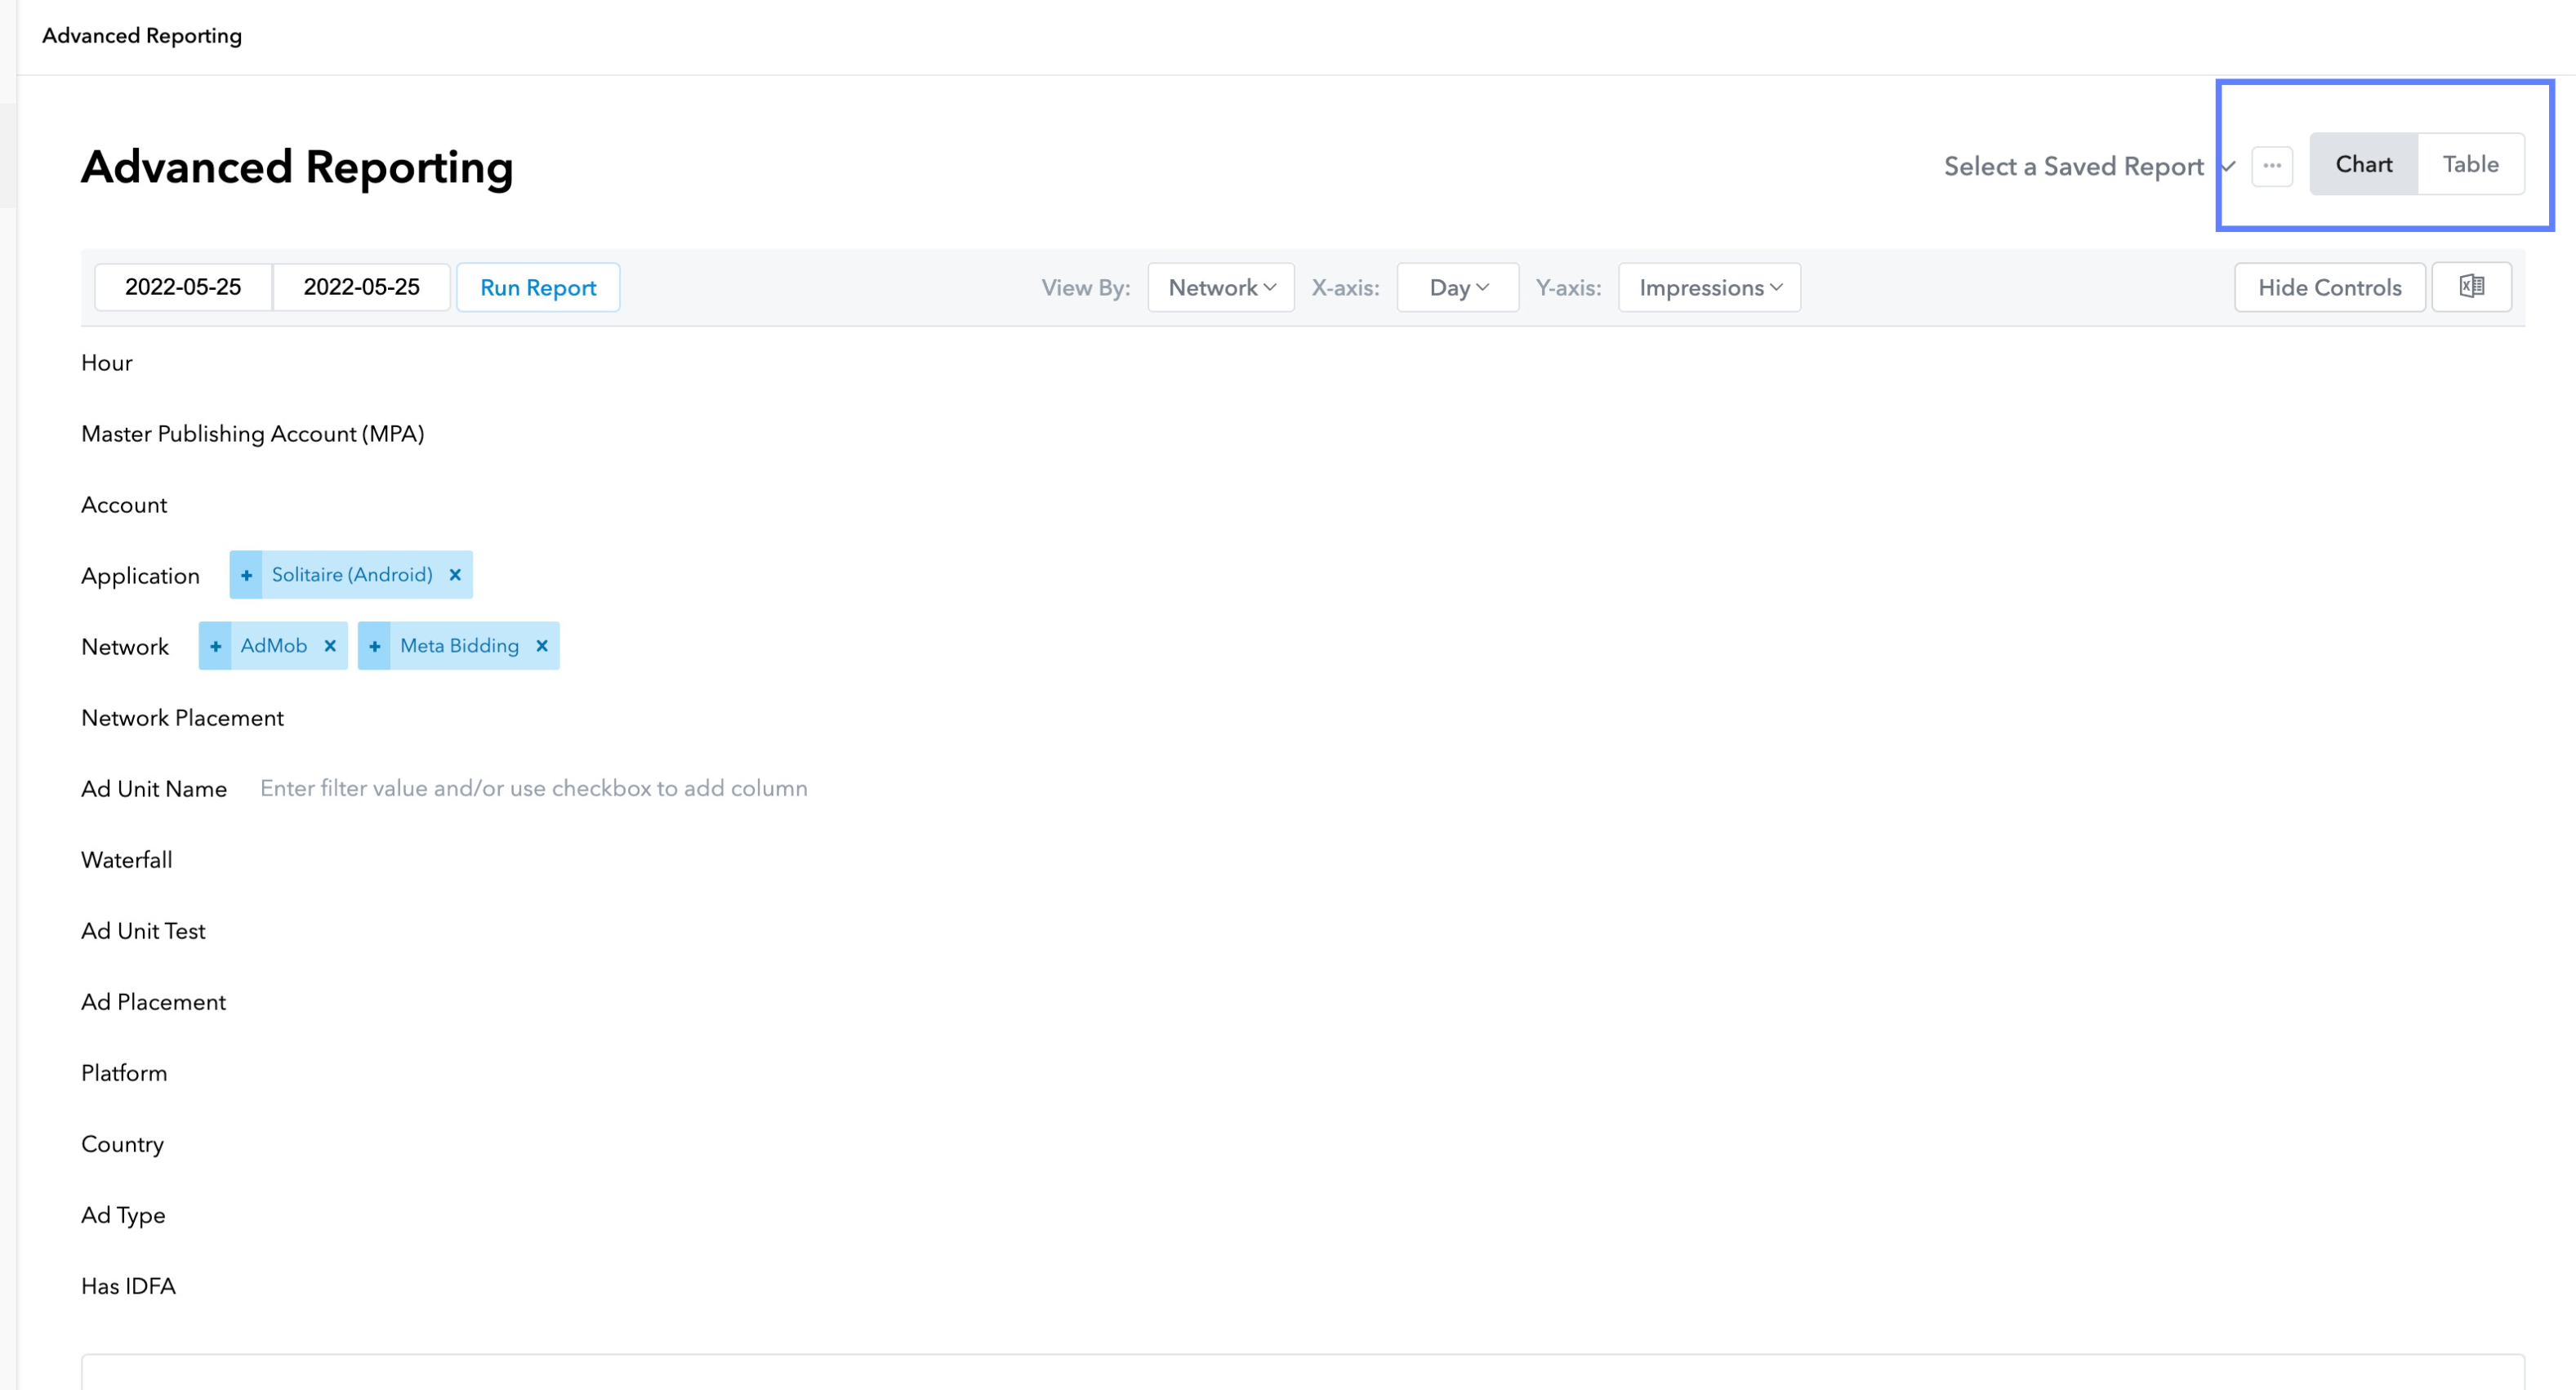 Advanced Reporting
Advanced Reporting
Select a Saved Report
Chart
Table
2022-05-25
2022-05-25
Run Report
View By:
Network
X-axis:
Day
Y-axis:
Impressions
Hide Controls
Hour
Master Publishing Account (MPA)
Account
Application + Solitaire (Android) ×
Network + AdMob × + Meta Bidding ×
Network Placement
Ad Unit Name Enter filter value and/or use checkbox to add column
Waterfall
Ad Unit Test
Ad Placement
Platform
Country
Ad Type
Has IDFA